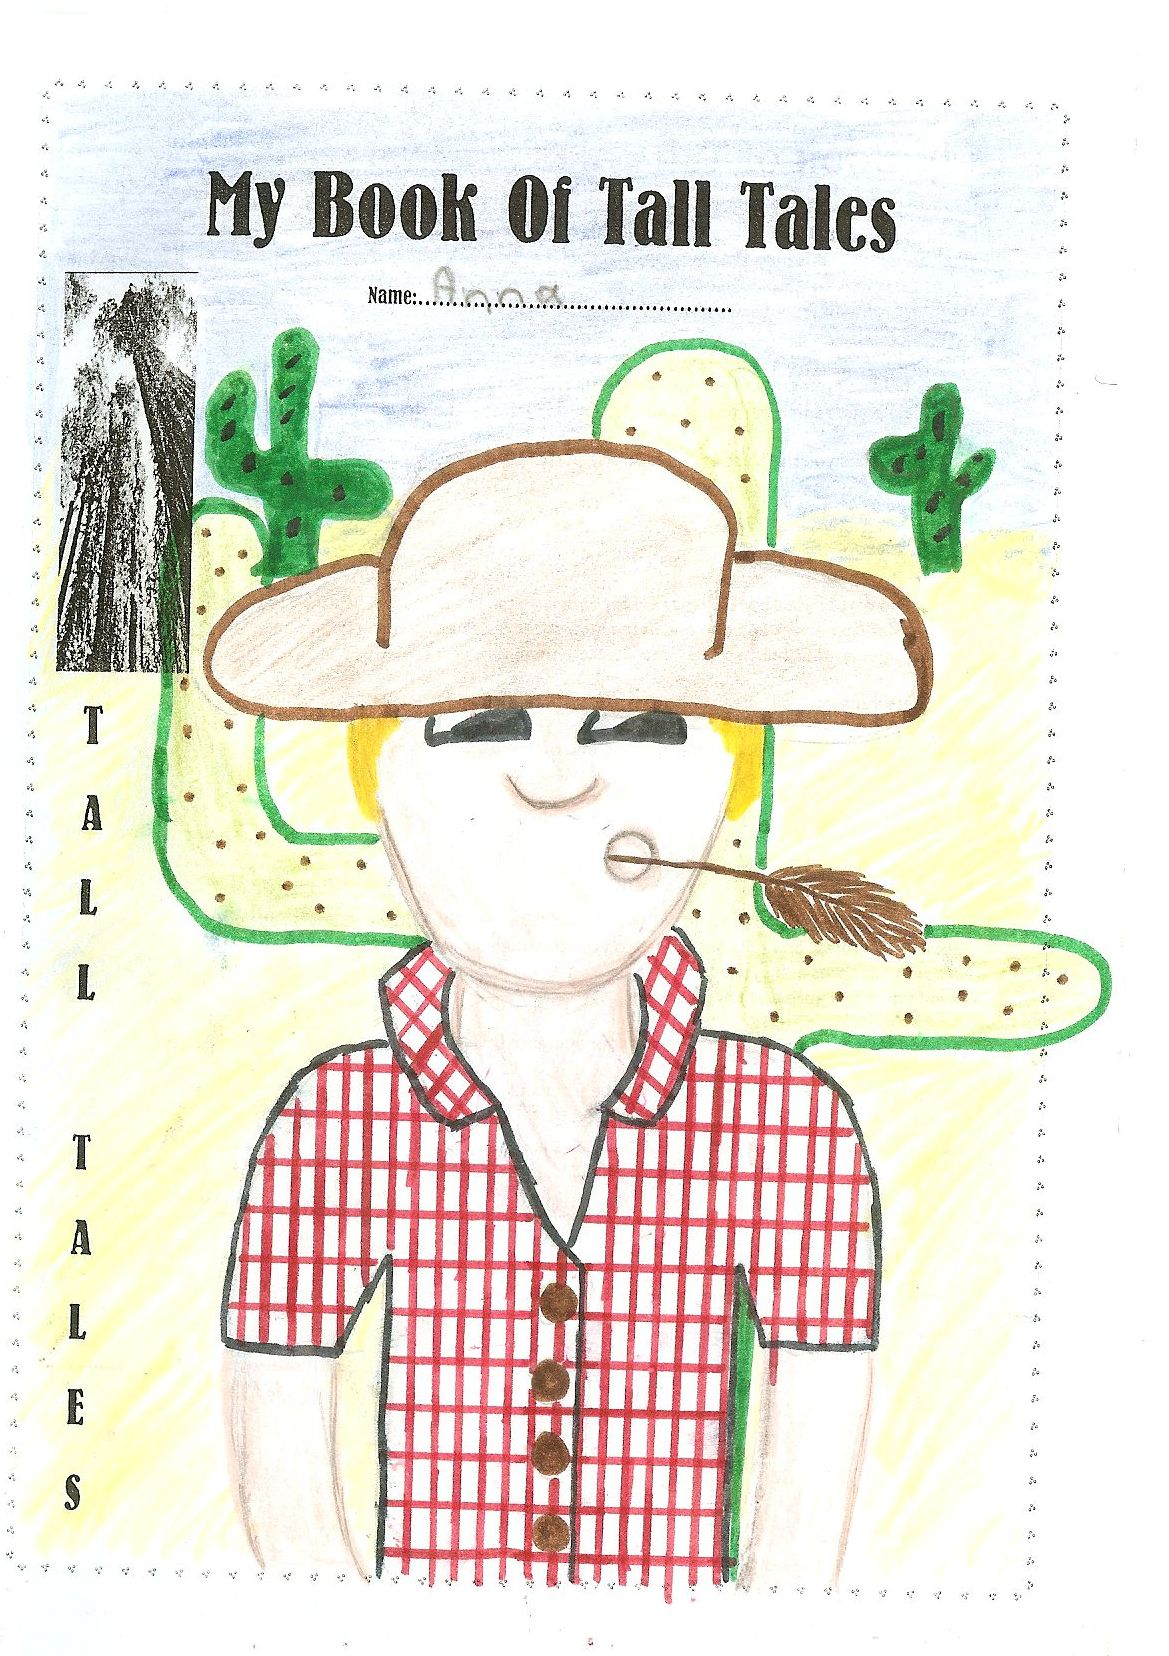 My Book Of Tall Tales
Name:....Anna....
TALL TALES